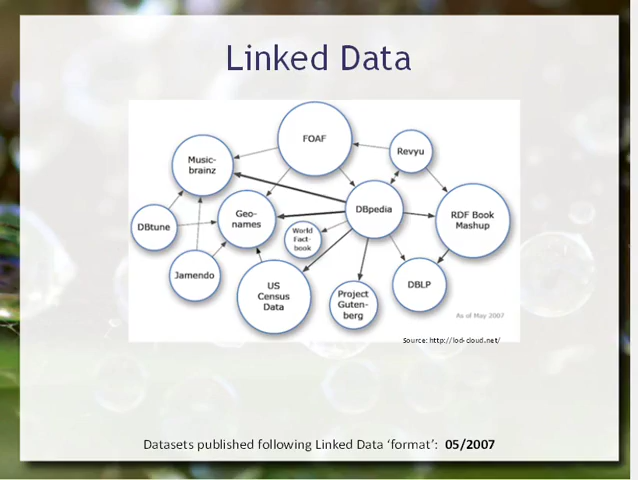 Linked Data
FOAF
Music-
brainz
Revyu
DBpedia
RDF Book
Mashup
Geo-
names
DBtune
World
Fact-
book
Jamendo
US
Census
Data
Project
Guten-
berg
DBLP
As of May 2007
Source: http://lod-cloud.net/
Datasets published following Linked Data ‘format’: 05/2007